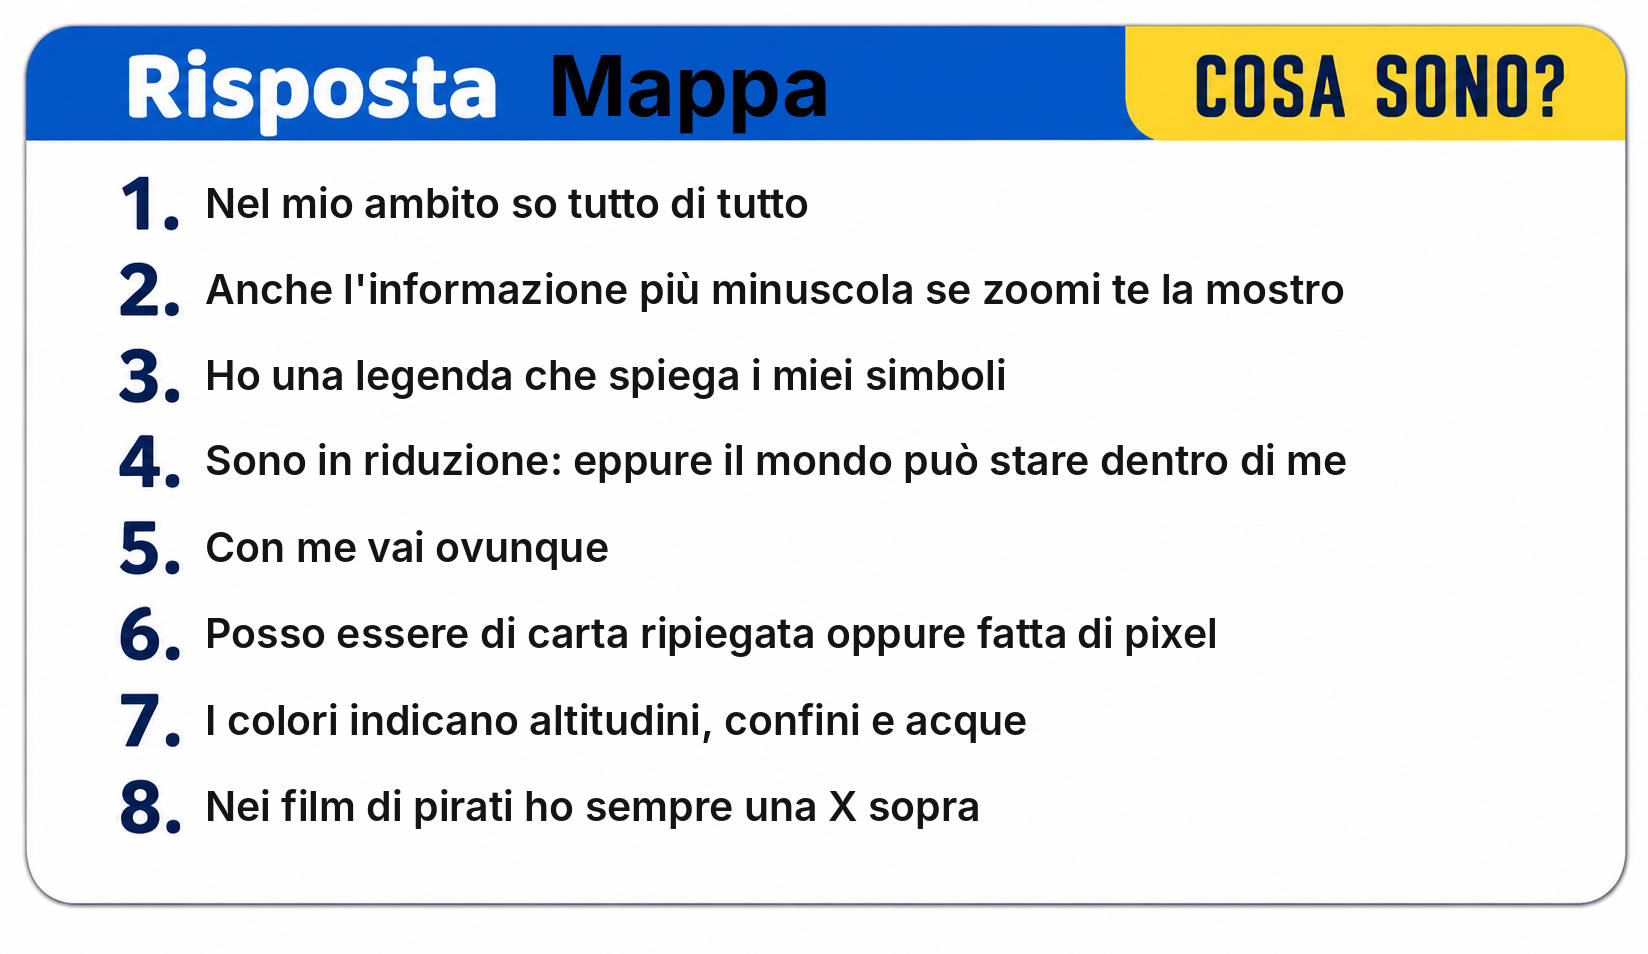 Risposta Mappa COSA SONO?
1. Nel mio ambito so tutto di tutto
2. Anche l'informazione più minuscola se zoomi te la mostro
3. Ho una legenda che spiega i miei simboli
4. Sono in riduzione: eppure il mondo può stare dentro di me
5. Con me vai ovunque
6. Posso essere di carta ripiegata oppure fatta di pixel
7. I colori indicano altitudini, confini e acque
8. Nei film di pirati ho sempre una X sopra